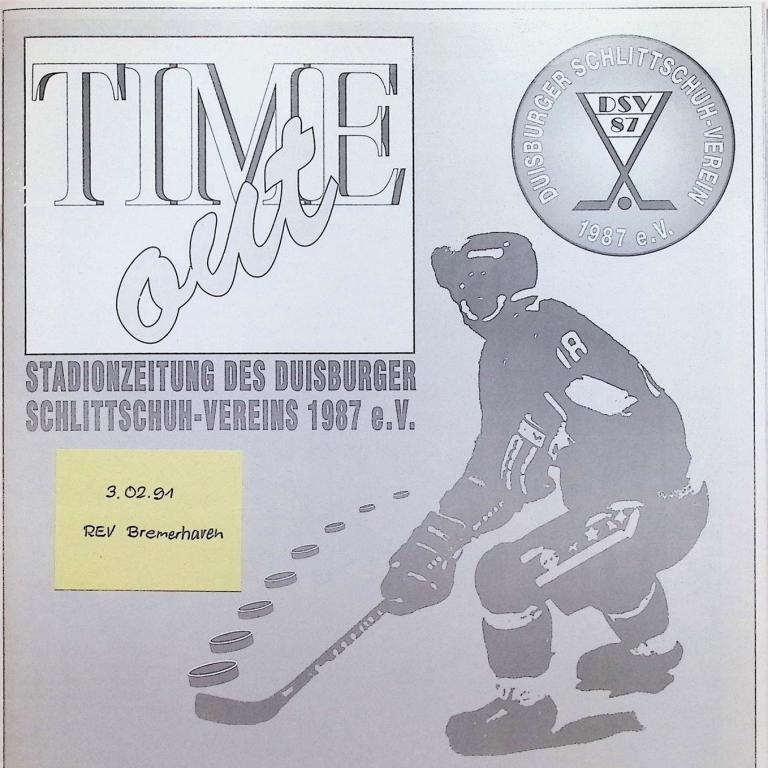 TIME
out
STADIONZEITUNG DES DUISBURGER
SCHLITTSCHUH-VEREINS 1987 e.V.
DUISBURGER SCHLITTSCHUH-VEREIN
DSV
87
1987 e.V.
18
3.02.91
REV Bremerhaven